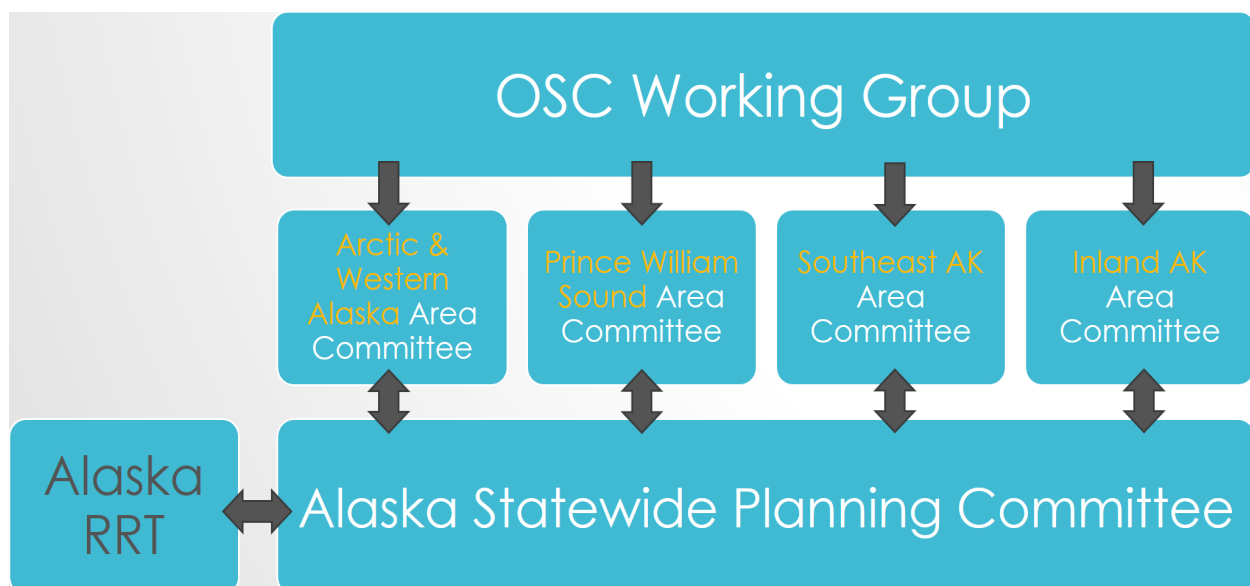 OSC Working Group
Arctic &
Western
Alaska Area
Committee
Prince William
Sound Area
Committee
Southeast AK
Area
Committee
Inland AK
Area
Committee
Alaska
RRT
Alaska Statewide Planning Committee